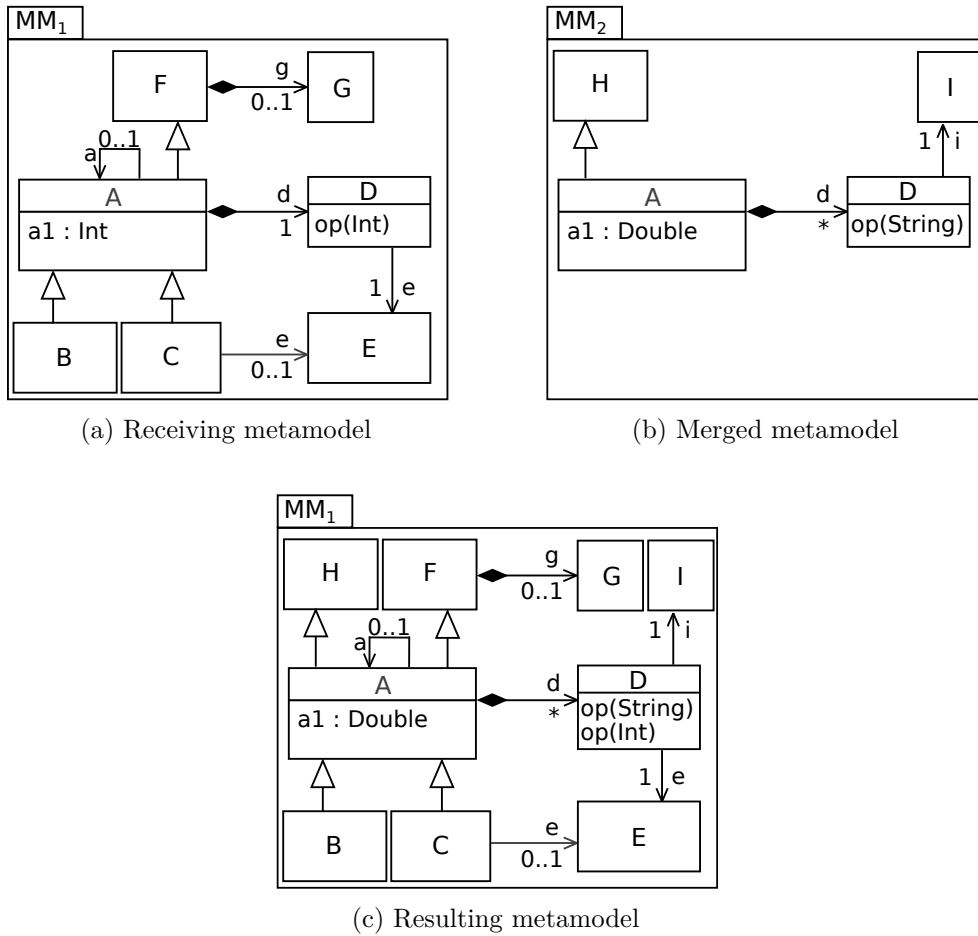 MM1
F
g
0..1
G
0..1
a
A
a1 : Int
d
1
D
op(Int)
1
e
B
C
e
0..1
E
(a) Receiving metamodel
MM2
H
I
1
i
A
a1 : Double
d
*
D
op(String)
(b) Merged metamodel
MM1
H
F
g
0..1
G
I
0..1
a
1
i
A
a1 : Double
d
*
D
op(String)
op(Int)
1
e
B
C
e
0..1
E
(c) Resulting metamodel